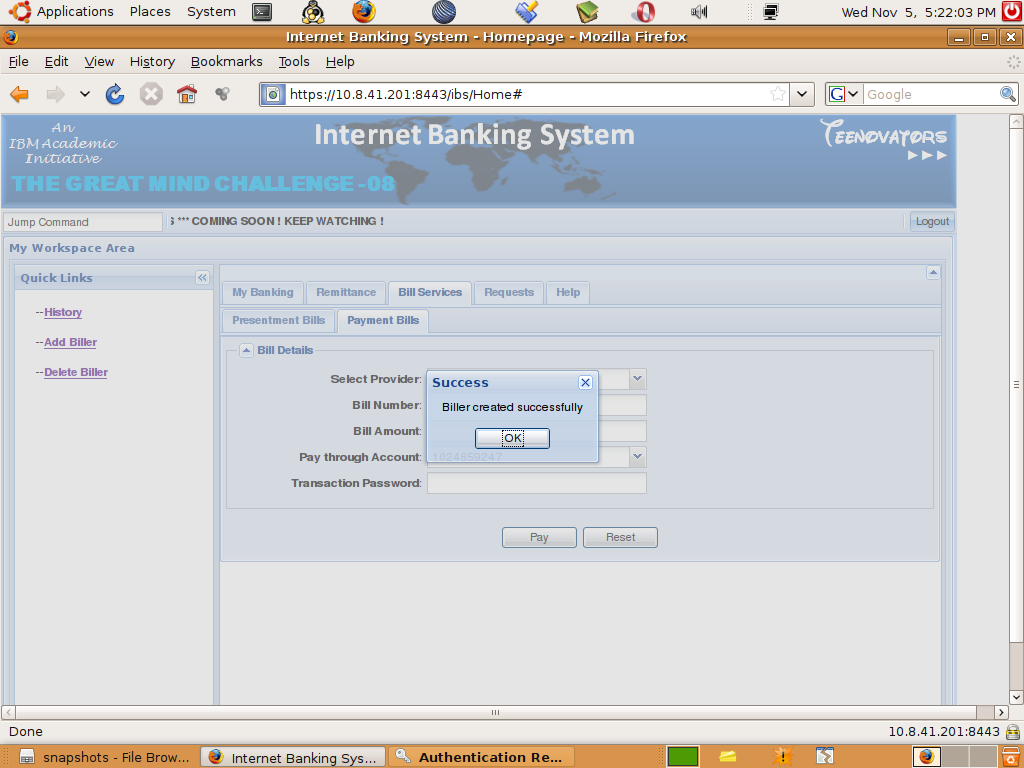 Applications Places System Wed Nov 5, 5:22:03 PM
Internet Banking System - Homepage - Mozilla Firefox
File Edit View History Bookmarks Tools Help
https://10.8.41.201:8443/ibs/Home# G Google
An
IBM Academic
Initiative
Internet Banking System
TEENOVATORS
THE GREAT MIND CHALLENGE -08
Jump Command S *** COMING SOON ! KEEP WATCHING ! Logout
My Workspace Area
Quick Links
--History
--Add Biller
--Delete Biller
My Banking Remittance Bill Services Requests Help
Presentment Bills Payment Bills
Bill Details
Select Provider:
Bill Number:
Bill Amount:
Pay through Account: 1024859247
Transaction Password:
Success
Biller created successfully
OK
Pay Reset
Done 10.8.41.201:8443
snapshots - File Brow... Internet Banking Sys... Authentication Re...